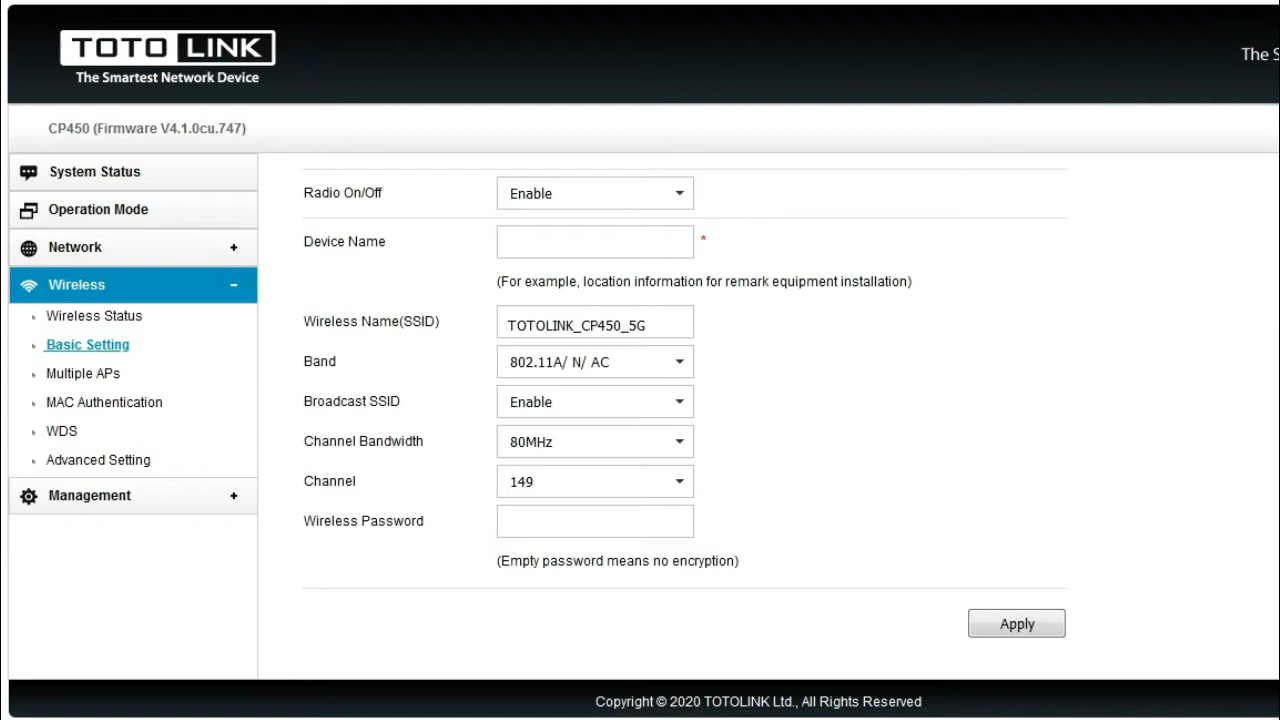 TOTO LINK
The Smartest Network Device
The S
CP450 (Firmware V4.1.0cu.747)
System Status
Operation Mode
Network +
Wireless -
Wireless Status
Basic Setting
Multiple APs
MAC Authentication
WDS
Advanced Setting
Management +
Radio On/Off Enable
Device Name *
(For example, location information for remark equipment installation)
Wireless Name(SSID) TOTOLINK_CP450_5G
Band 802.11A/ N/ AC
Broadcast SSID Enable
Channel Bandwidth 80MHz
Channel 149
Wireless Password
(Empty password means no encryption)
Apply
Copyright © 2020 TOTOLINK Ltd., All Rights Reserved